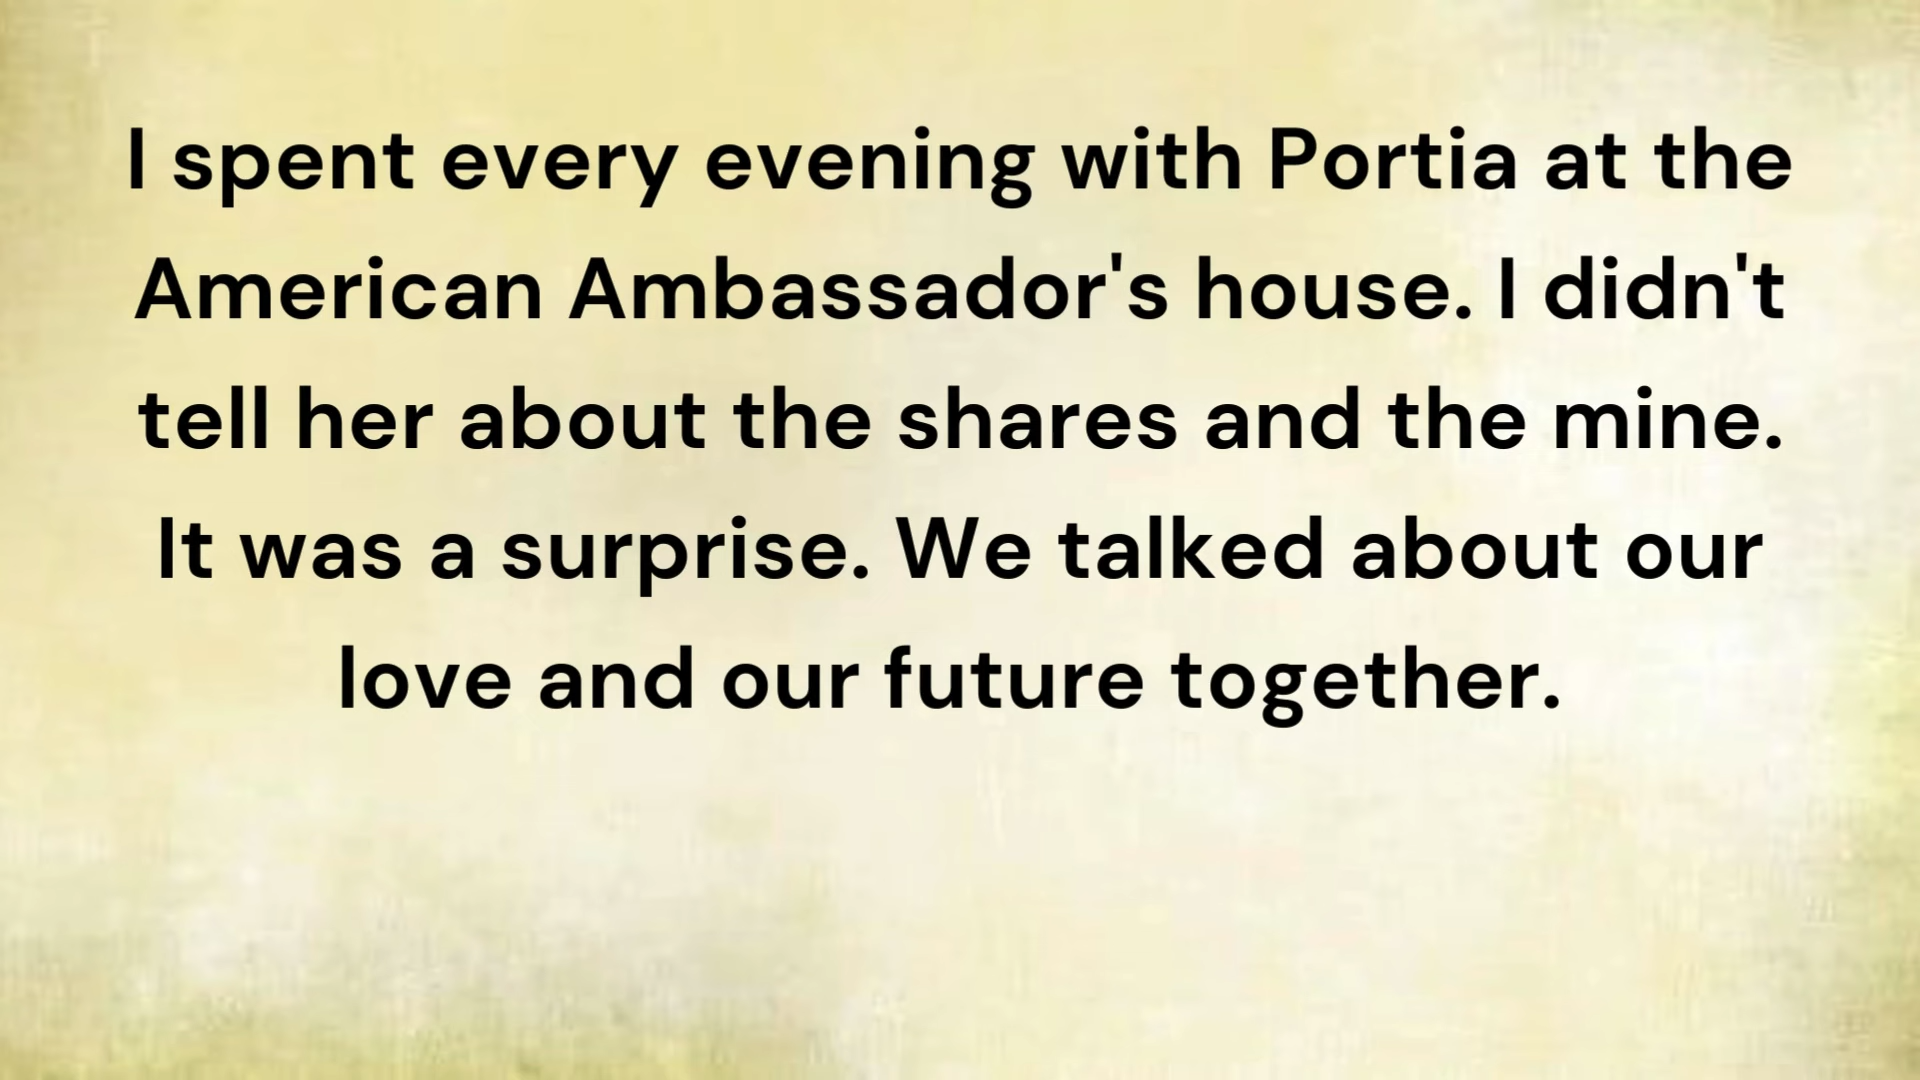 I spent every evening with Portia at the
American Ambassador's house. I didn't
tell her about the shares and the mine.
It was a surprise. We talked about our
love and our future together.